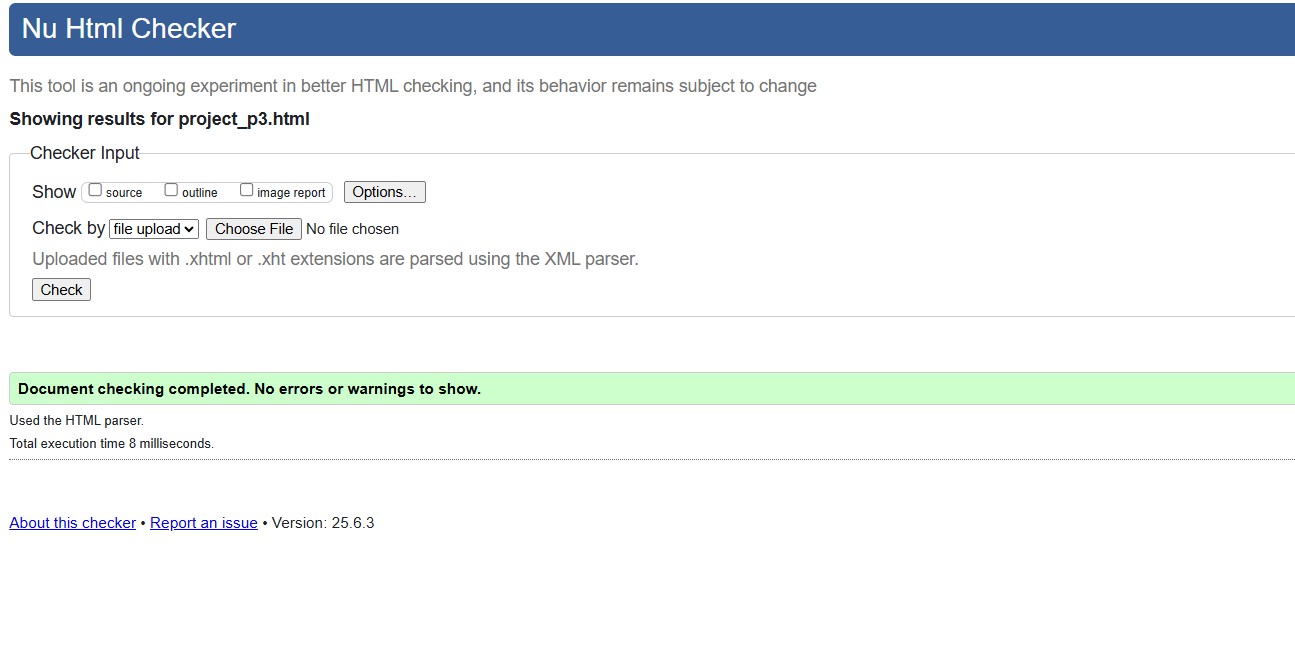 Nu Html Checker
This tool is an ongoing experiment in better HTML checking, and its behavior remains subject to change
Showing results for project_p3.html
Checker Input
Show source outline image report Options...
Check by file upload Choose File No file chosen
Uploaded files with .xhtml or .xht extensions are parsed using the XML parser.
Check
Document checking completed. No errors or warnings to show.
Used the HTML parser.
Total execution time 8 milliseconds.
About this checker • Report an issue • Version: 25.6.3